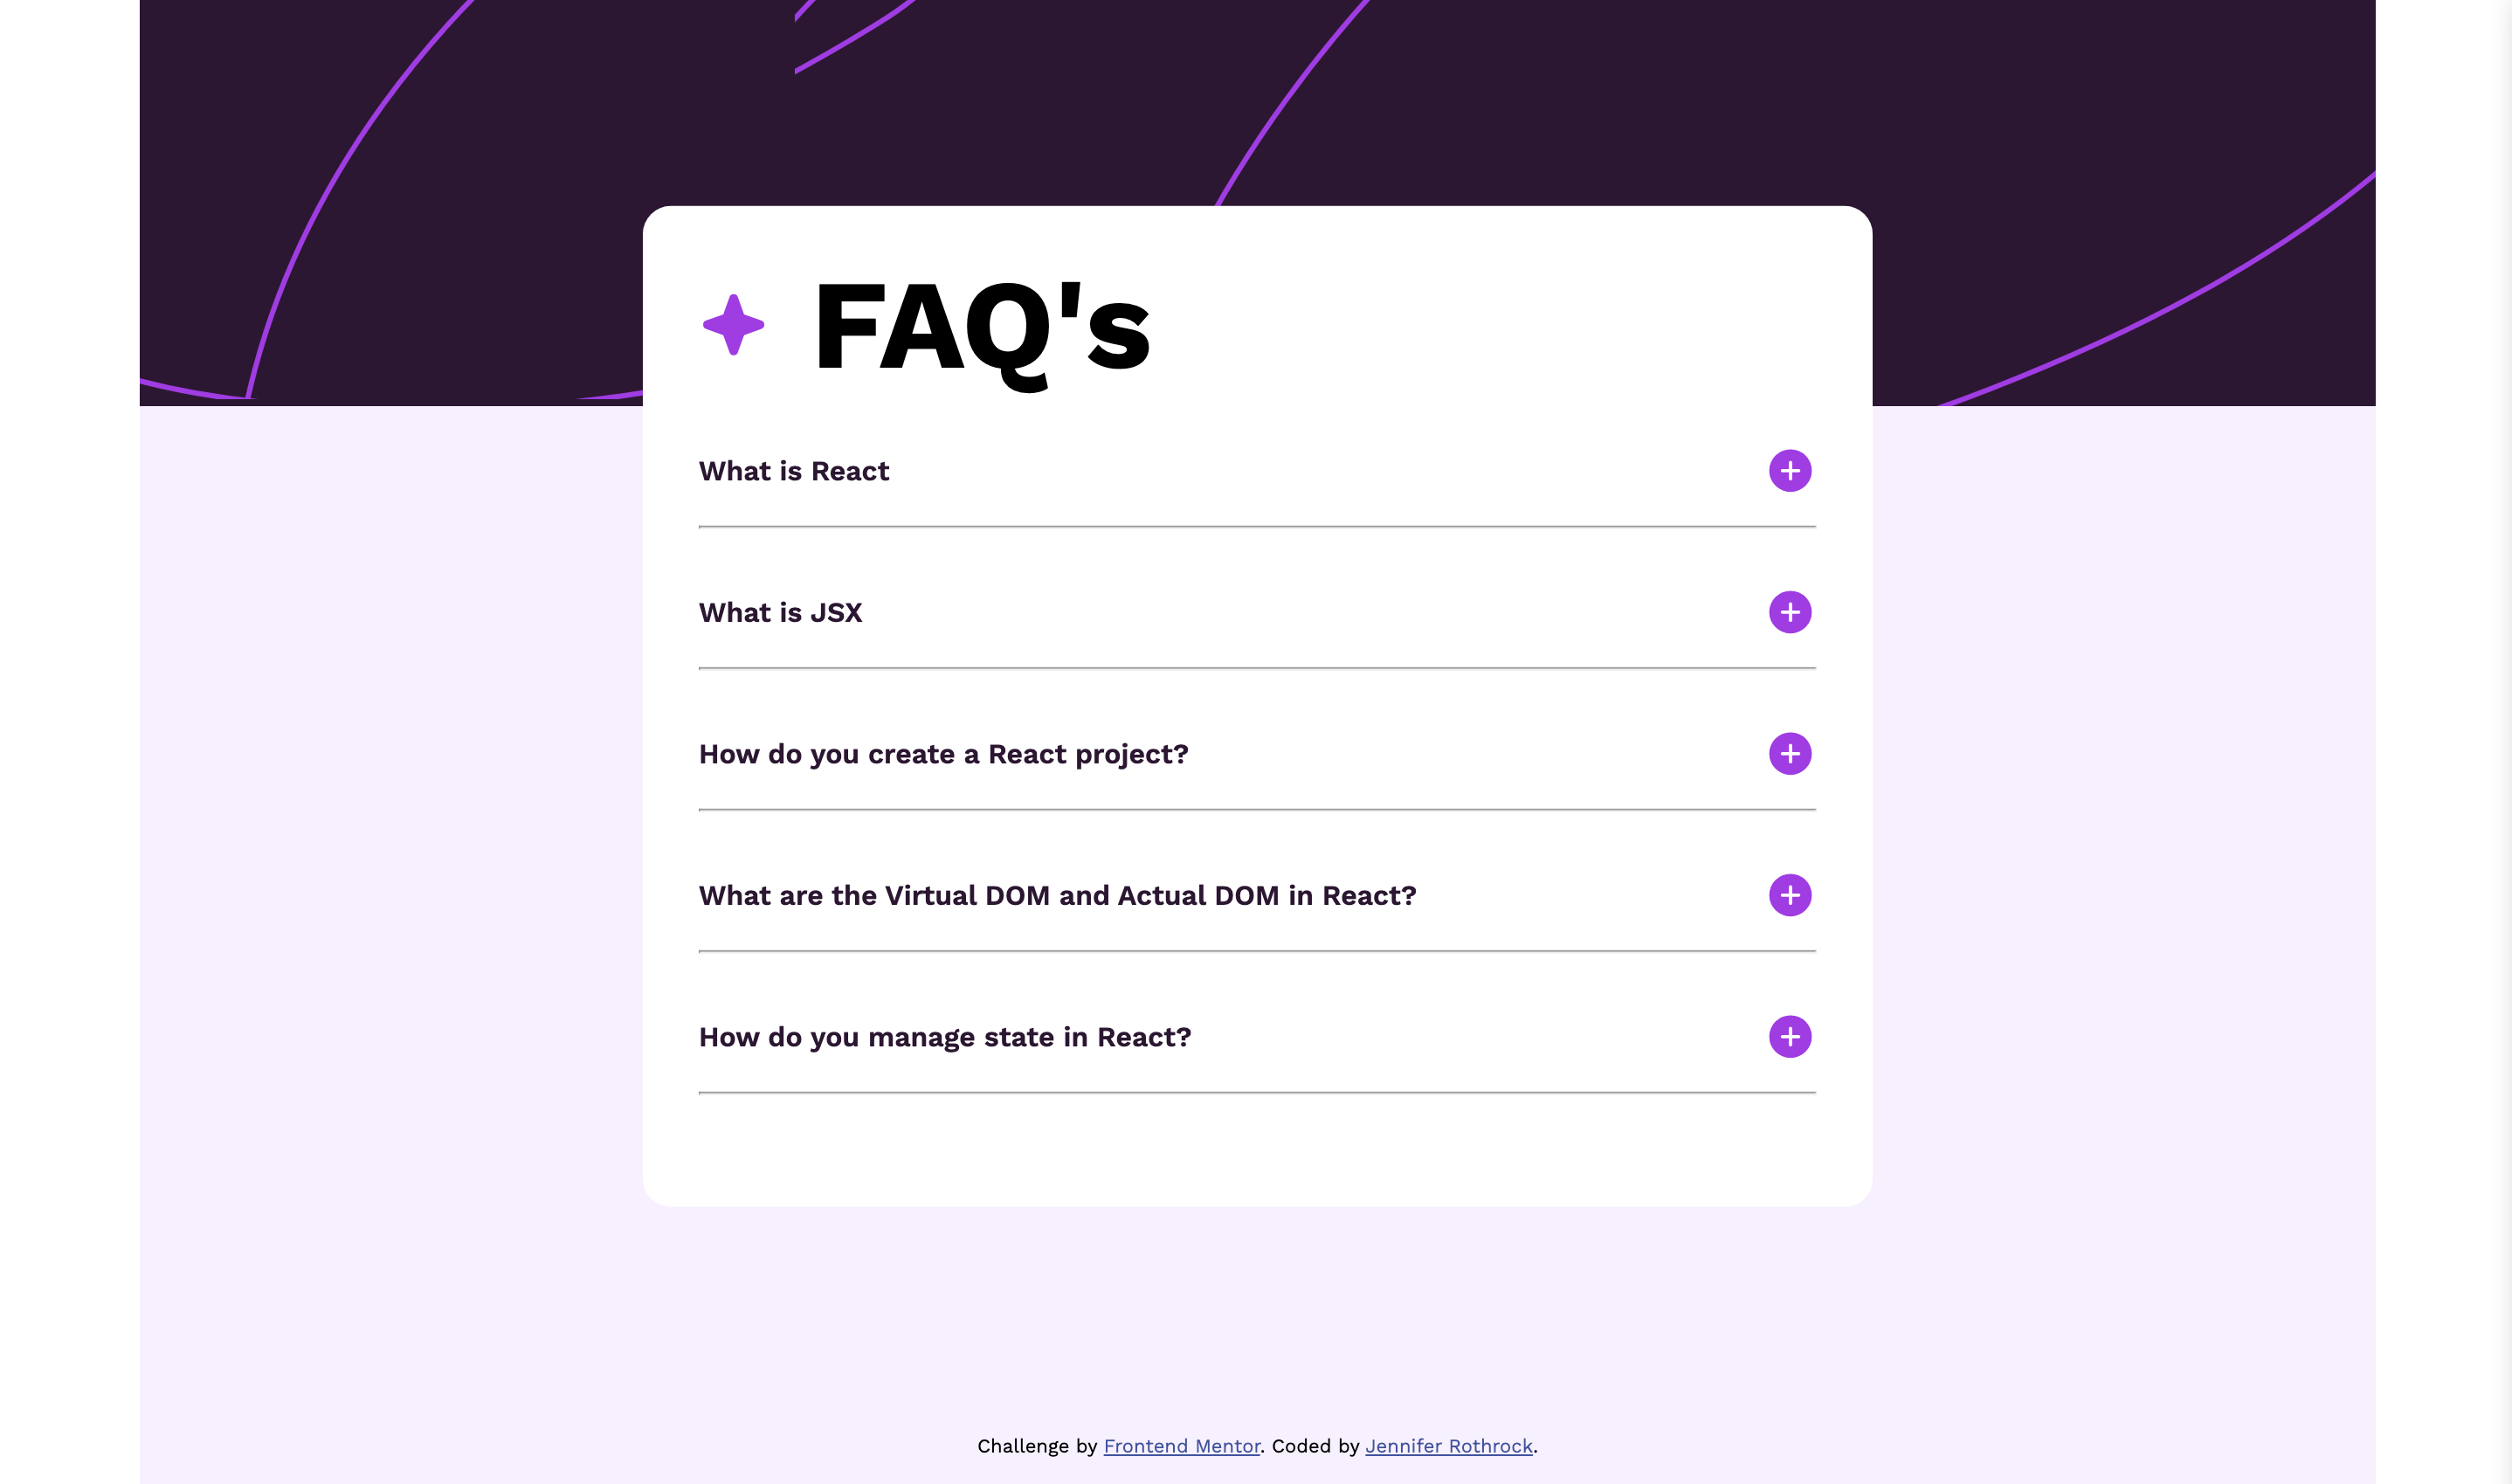 FAQ's
What is React
What is JSX
How do you create a React project?
What are the Virtual DOM and Actual DOM in React?
How do you manage state in React?
Challenge by Frontend Mentor. Coded by Jennifer Rothrock.